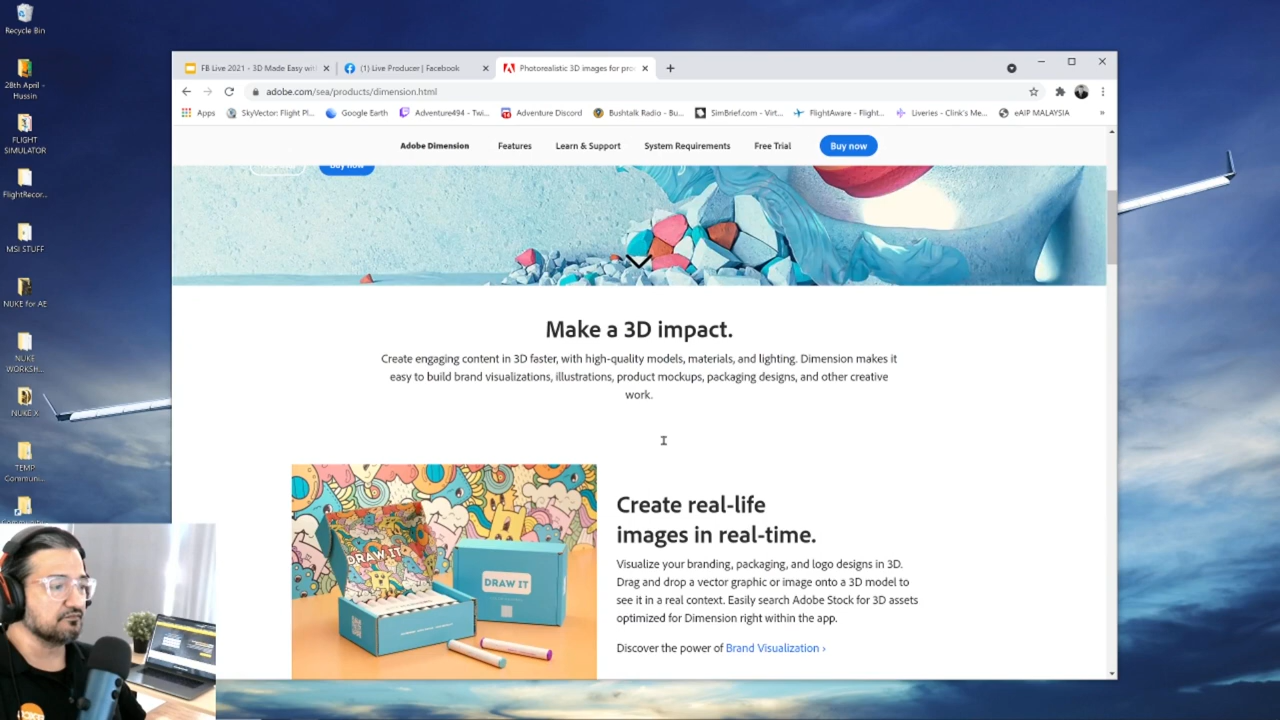 Recycle Bin
28th April -
Hussin
FLIGHT
SIMULATOR
FlightRecor...
MSI STUFF
NUKE for AE
NUKE
WORKSH...
NUKE X
TEMP
Communi...
FB Live 2021 - 3D Made Easy wit
(1) Live Producer | Facebook
Photorealistic 3D images for pro
adobe.com/sea/products/dimension.html
Apps
SkyVector: Flight Pl...
Google Earth
Adventure494 - Twi...
Adventure Discord
Bushtalk Radio - Bu...
SimBrief.com - Virt...
FlightAware - Flight...
Liveries - Clink's Me...
eAIP MALAYSIA
Adobe Dimension
Features
Learn & Support
System Requirements
Free Trial
Buy now
Buy now
Make a 3D impact.
Create engaging content in 3D faster, with high-quality models, materials, and lighting. Dimension makes it
easy to build brand visualizations, illustrations, product mockups, packaging designs, and other creative
work.
DRAW IT
DRAW IT
Create real-life
images in real-time.
Visualize your branding, packaging, and logo designs in 3D.
Drag and drop a vector graphic or image onto a 3D model to
see it in a real context. Easily search Adobe Stock for 3D assets
optimized for Dimension right within the app.
Discover the power of Brand Visualization ›